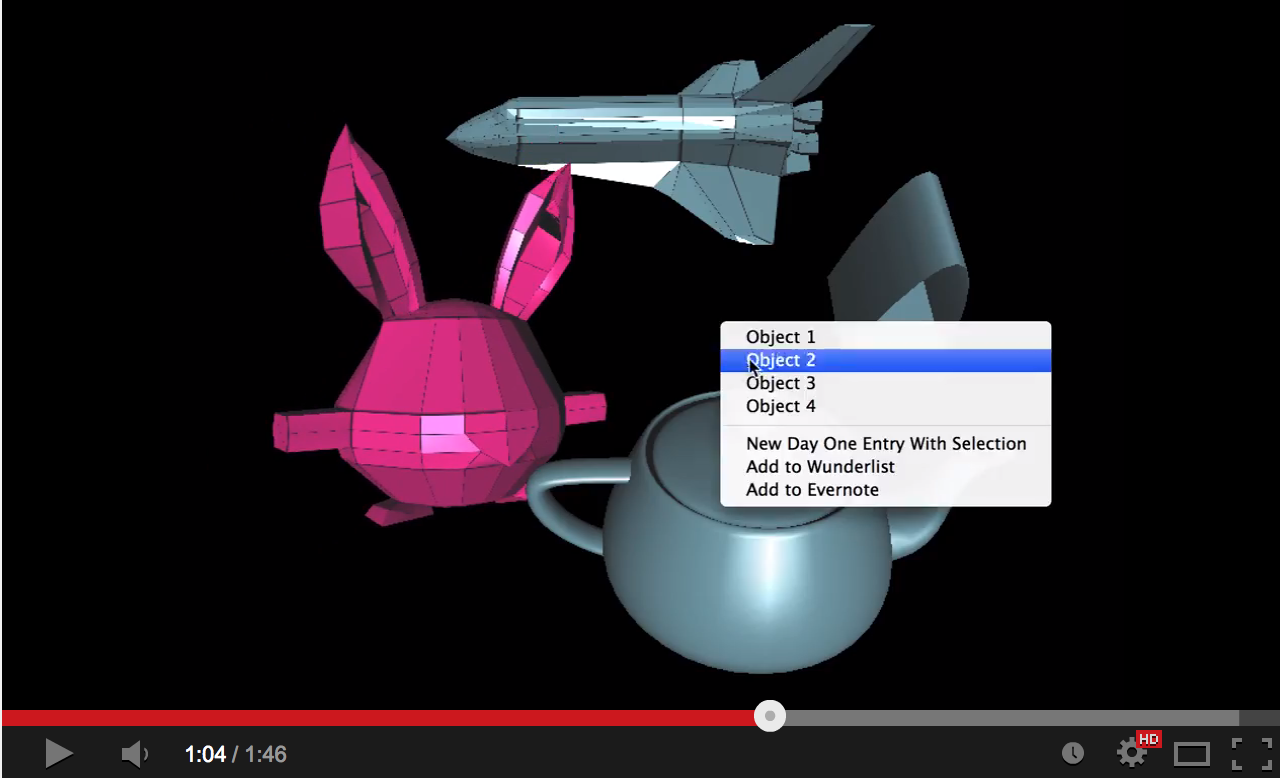 Object 1
Object 2
Object 3
Object 4
New Day One Entry With Selection
Add to Wunderlist
Add to Evernote
1:04 / 1:46
HD